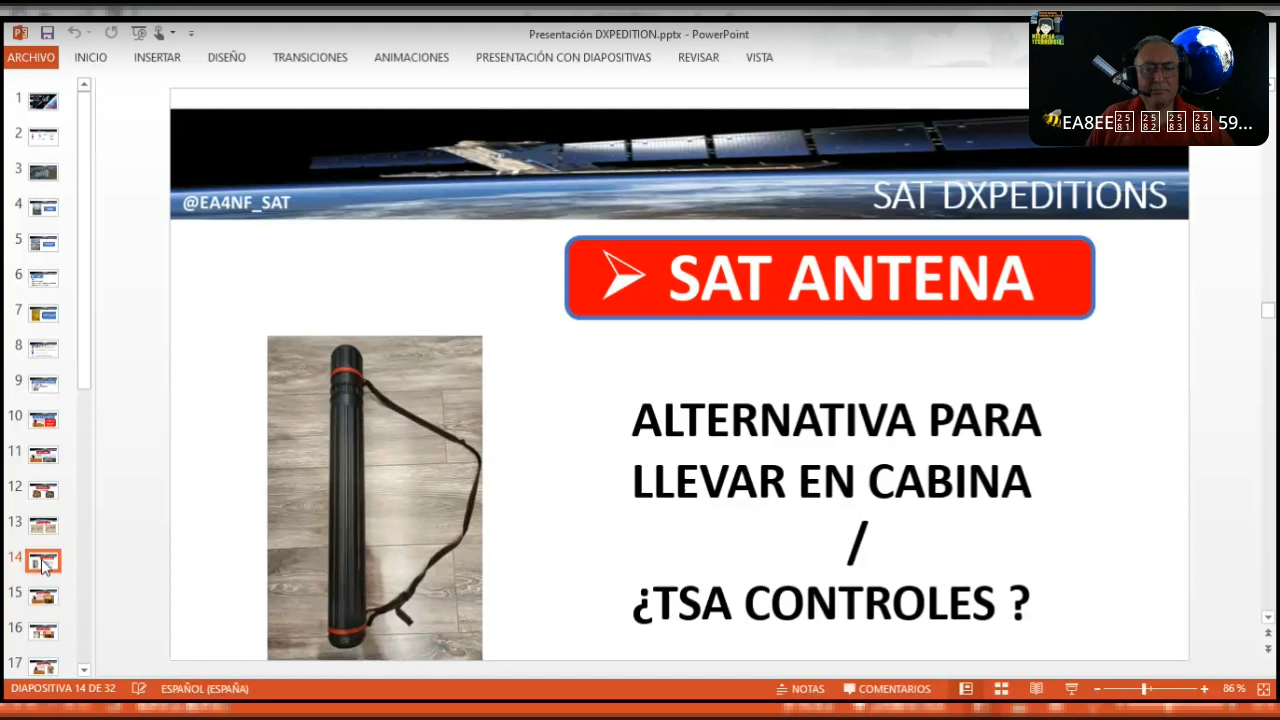 Presentación DXPEDITION.pptx - PowerPoint
ARCHIVO INICIO INSERTAR DISEÑO TRANSICIONES ANIMACIONES PRESENTACIÓN CON DIAPOSITIVAS REVISAR VISTA
EA8EE 59...
1
2
3
4
5
6
7
8
9
10
11
12
13
14
15
16
17
@EA4NF_SAT
SAT DXPEDITIONS
SAT ANTENA
ALTERNATIVA PARA
LLEVAR EN CABINA
/
¿TSA CONTROLES ?
DIAPOSITIVA 14 DE 32 ESPAÑOL (ESPAÑA) NOTAS COMENTARIOS 86 %